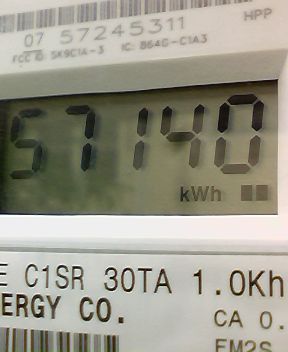 HPP
07 57245311
FCC ID: SK9C1A-3 IC: 864G-C1A3
57140
kWh
E C1SR 30TA 1.0Kh
ERGY CO.
CA 0.
FM2S